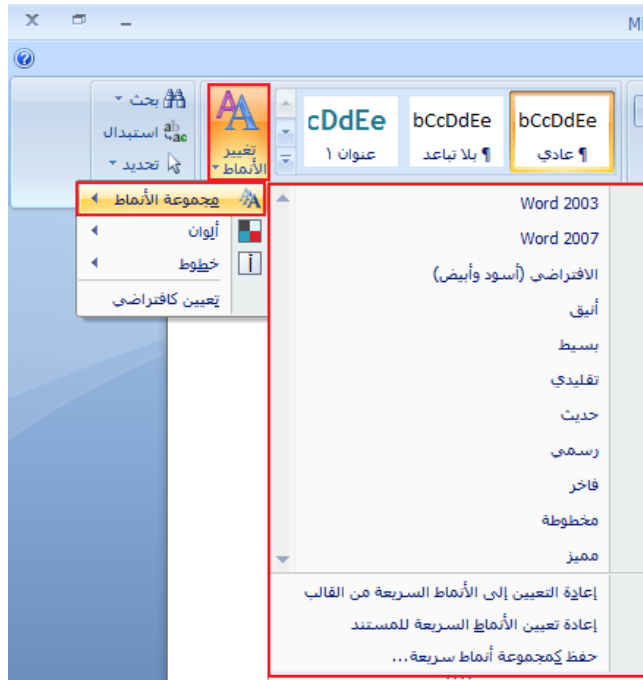 Mi
bCcDdEe
¶ عادي
bCcDdEe
¶ بلا تباعد
cDdEe
عنوان ١
تغيير
الأنماط
بحث
استبدال
تحديد
مجموعة الأنماط
ألوان
خطوط
تعيين كافتراضي
Word 2003
Word 2007
الافتراضي (أسود وأبيض)
أنيق
بسيط
تقليدي
حديث
رسمي
فاخر
مخطوطة
مميز
إعادة التعيين إلى الأنماط السريعة من القالب
إعادة تعيين الأنماط السريعة للمستند
حفظ كمجموعة أنماط سريعة...